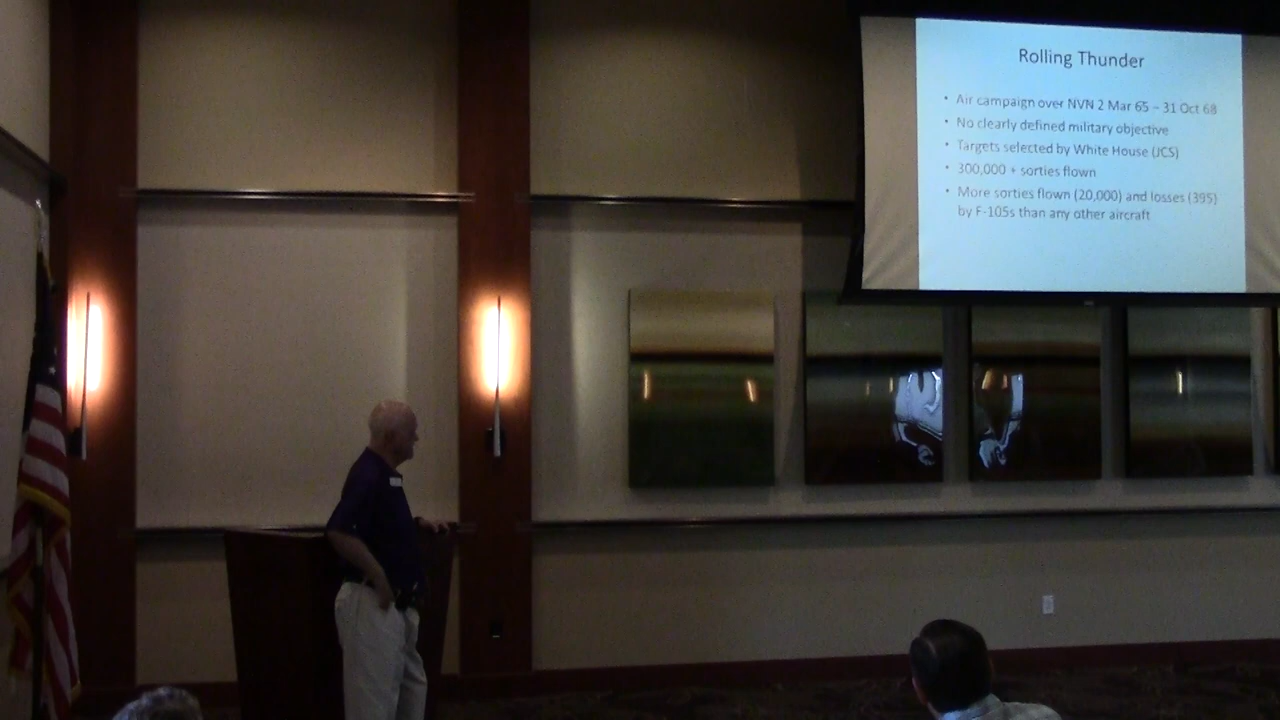 Rolling Thunder
• Air campaign over NVN 2 Mar 65 – 31 Oct 68
• No clearly defined military objective
• Targets selected by White House (JCS)
• 300,000 + sorties flown
• More sorties flown (20,000) and losses (395)
by F-105s than any other aircraft